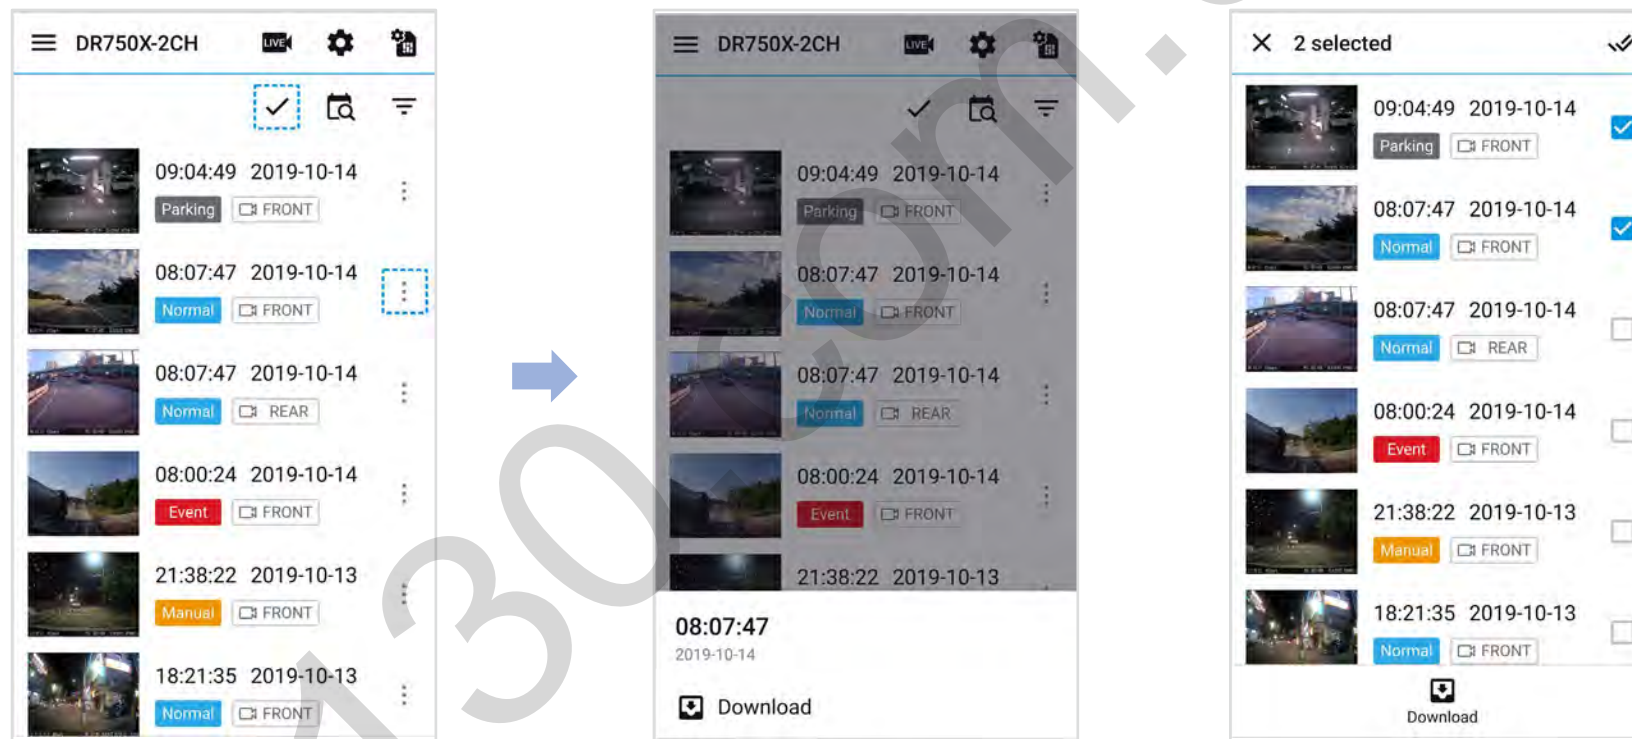 DR750X-2CH LIVE
09:04:49 2019-10-14
Parking FRONT
08:07:47 2019-10-14
Normal FRONT
08:07:47 2019-10-14
Normal REAR
08:00:24 2019-10-14
Event FRONT
21:38:22 2019-10-13
Manual FRONT
18:21:35 2019-10-13
Normal FRONT
DR750X-2CH LIVE
09:04:49 2019-10-14
Parking FRONT
08:07:47 2019-10-14
Normal FRONT
08:07:47 2019-10-14
Normal REAR
08:00:24 2019-10-14
Event FRONT
21:38:22 2019-10-13
08:07:47
2019-10-14
Download
2 selected
09:04:49 2019-10-14
Parking FRONT
08:07:47 2019-10-14
Normal FRONT
08:07:47 2019-10-14
Normal REAR
08:00:24 2019-10-14
Event FRONT
21:38:22 2019-10-13
Manual FRONT
18:21:35 2019-10-13
Normal FRONT
Download
130.com.